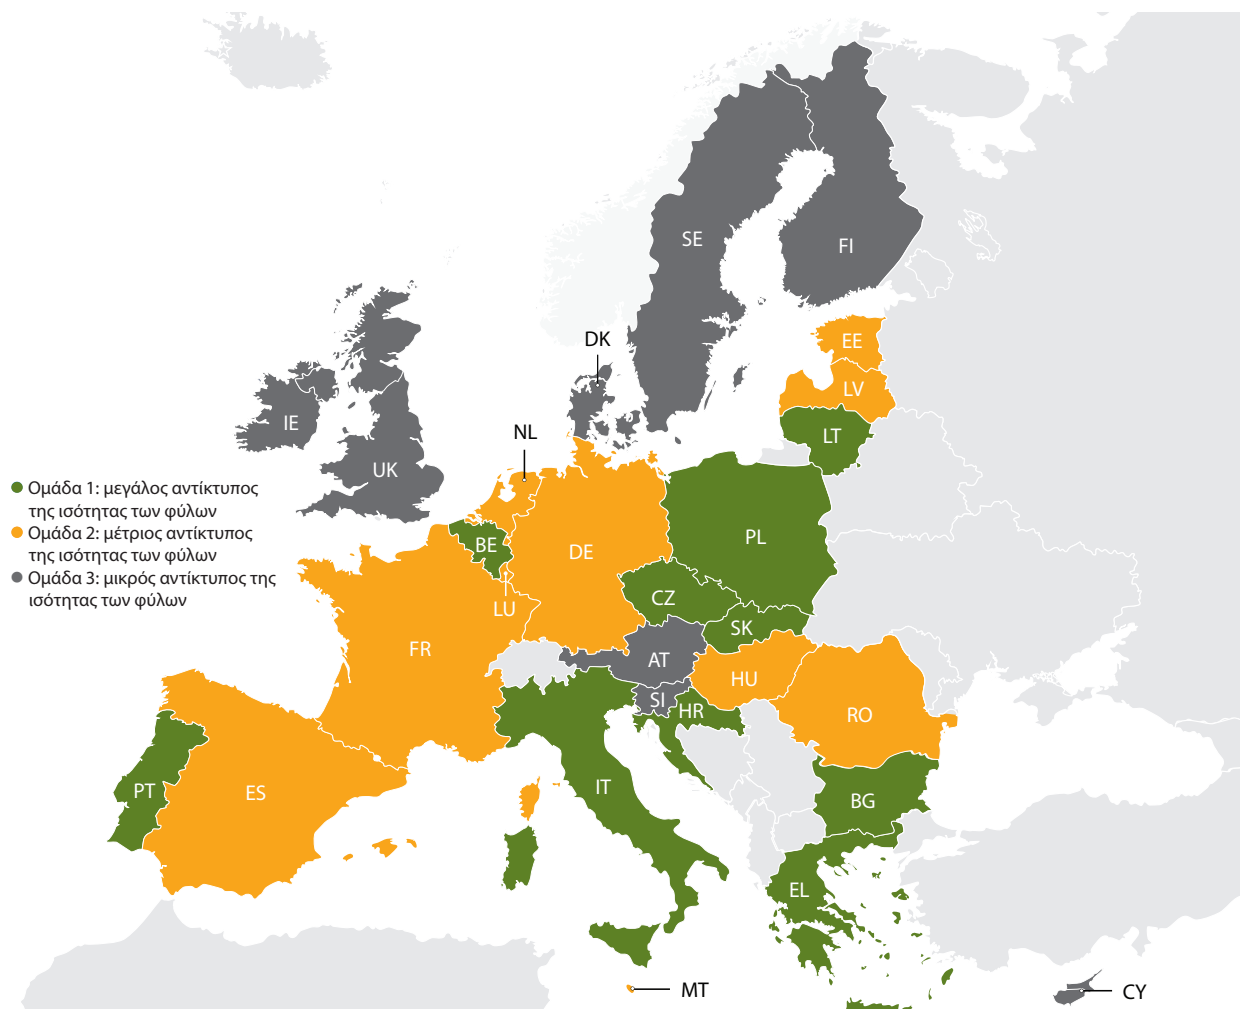 SE
FI
DK
EE
LV
LT
IE
UK
NL
Ομάδα 1: μεγάλος αντίκτυπος
της ισότητας των φύλων
Ομάδα 2: μέτριος αντίκτυπος
της ισότητας των φύλων
Ομάδα 3: μικρός αντίκτυπος της
ισότητας των φύλων
BE
DE
PL
LU
CZ
SK
FR
AT
HU
SI
HR
RO
PT
ES
IT
BG
EL
MT
CY